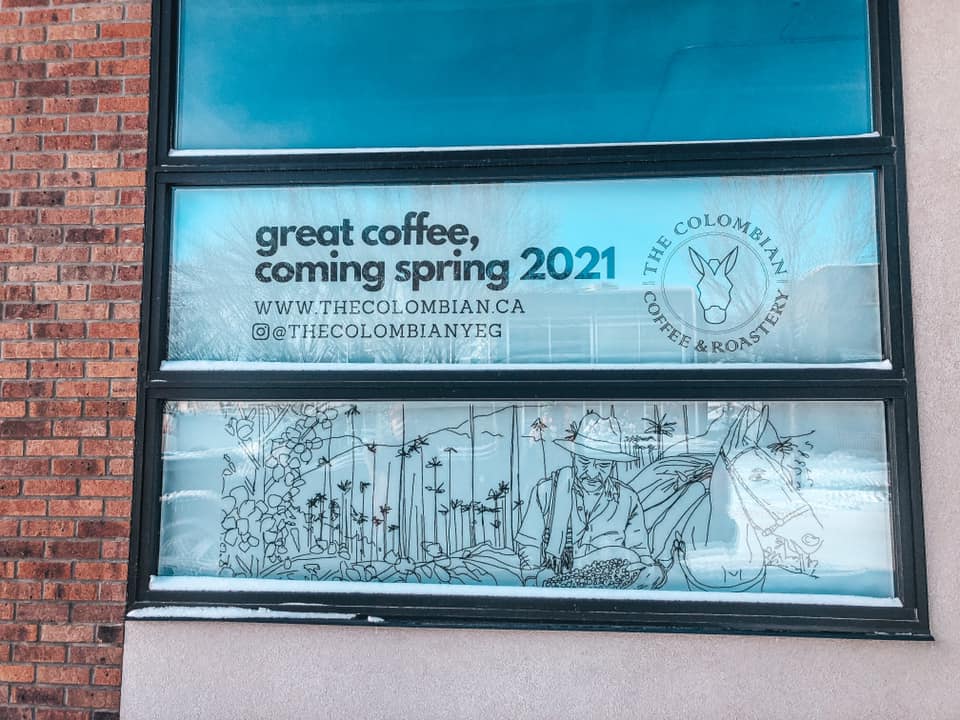 great coffee,
coming spring 2021
WWW.THECOLOMBIAN.CA
@THECOLOMBIANYEG
THE COLOMBIAN
COFFEE & ROASTERY